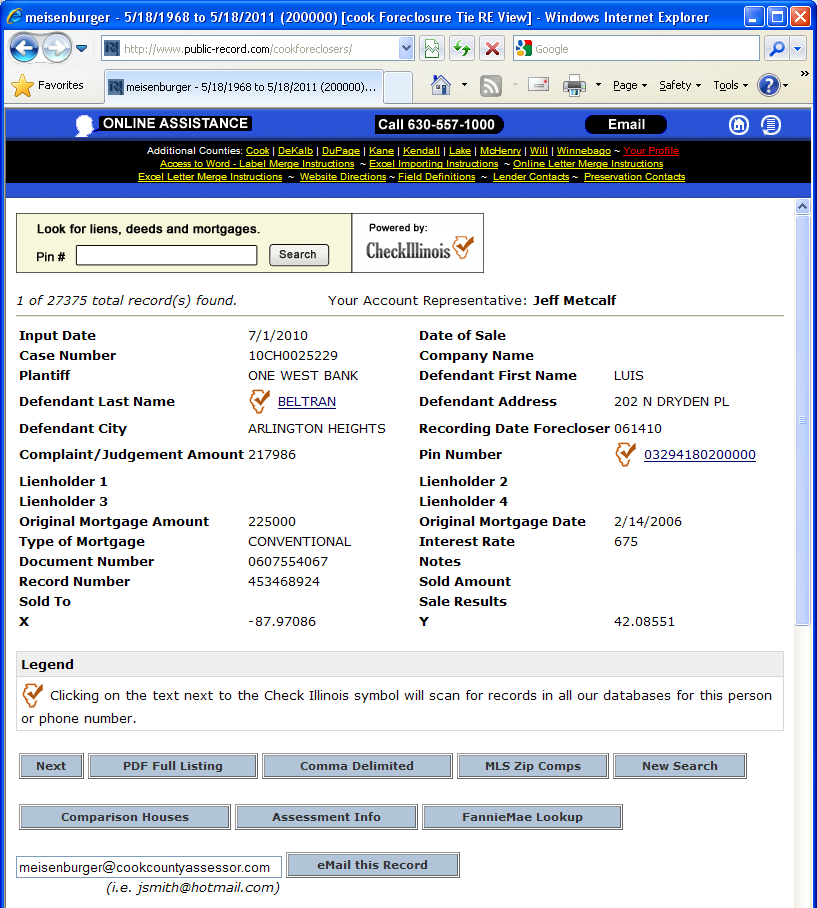 meisenburger - 5/18/1968 to 5/18/2011 (200000) [cook Foreclosure Tie RE View] - Windows Internet Explorer
http://www.public-record.com/cookforeclosers/ Google
Favorites meisenburger - 5/18/1968 to 5/18/2011 (200000)... Page Safety Tools
ONLINE ASSISTANCE Call 630-557-1000 Email
Additional Counties: Cook | DeKalb | DuPage | Kane | Kendall | Lake | McHenry | Will | Winnebago ~ Your Profile
Access to Word - Label Merge Instructions ~ Excel Importing Instructions ~ Online Letter Merge Instructions
Excel Letter Merge Instructions ~ Website Directions ~ Field Definitions ~ Lender Contacts ~ Preservation Contacts
Look for liens, deeds and mortgages. Powered by:
Pin # Search CheckIllinois
1 of 27375 total record(s) found. Your Account Representative: Jeff Metcalf
Input Date 7/1/2010 Date of Sale
Case Number 10CH0025229 Company Name
Plantiff ONE WEST BANK Defendant First Name LUIS
Defendant Last Name BELTRAN Defendant Address 202 N DRYDEN PL
Defendant City ARLINGTON HEIGHTS Recording Date Forecloser 061410
Complaint/Judgement Amount 217986 Pin Number 03294180200000
Lienholder 1 Lienholder 2
Lienholder 3 Lienholder 4
Original Mortgage Amount 225000 Original Mortgage Date 2/14/2006
Type of Mortgage CONVENTIONAL Interest Rate 675
Document Number 0607554067 Notes
Record Number 453468924 Sold Amount
Sold To Sale Results
X -87.97086 Y 42.08551
Legend
Clicking on the text next to the Check Illinois symbol will scan for records in all our databases for this person
or phone number.
Next PDF Full Listing Comma Delimited MLS Zip Comps New Search
Comparison Houses Assessment Info FannieMae Lookup
meisenburger@cookcountyassessor.com eMail this Record
(i.e. jsmith@hotmail.com)